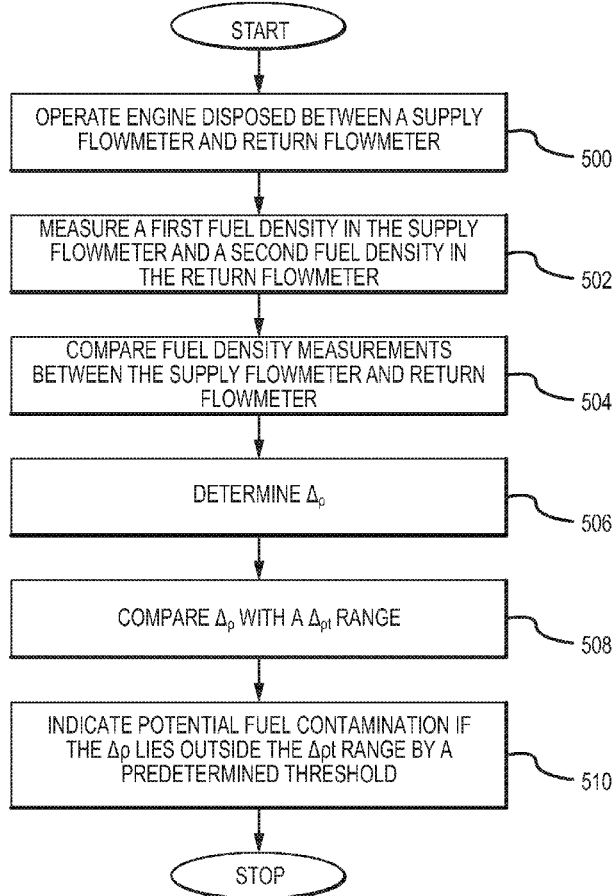 START
OPERATE ENGINE DISPOSED BETWEEN A SUPPLY
FLOWMETER AND RETURN FLOWMETER
500
MEASURE A FIRST FUEL DENSITY IN THE SUPPLY
FLOWMETER AND A SECOND FUEL DENSITY IN
THE RETURN FLOWMETER
502
COMPARE FUEL DENSITY MEASUREMENTS
BETWEEN THE SUPPLY FLOWMETER AND RETURN
FLOWMETER
504
DETERMINE Δρ
506
COMPARE Δρ WITH A Δρt RANGE
508
INDICATE POTENTIAL FUEL CONTAMINATION IF
THE Δρ LIES OUTSIDE THE Δρt RANGE BY A
PREDETERMINED THRESHOLD
510
STOP